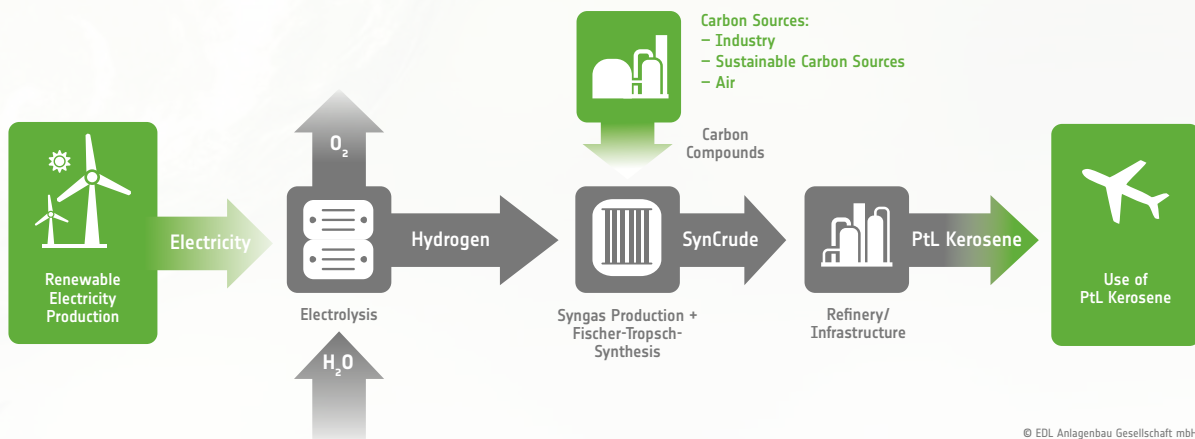 Carbon Sources:
– Industry
– Sustainable Carbon Sources
– Air
Carbon
Compounds
O₂
Renewable
Electricity
Production
Electricity
Electrolysis
H₂O
Hydrogen
Syngas Production +
Fischer-Tropsch-
Synthesis
SynCrude
Refinery/
Infrastructure
PtL Kerosene
Use of
PtL Kerosene
© EDL Anlagenbau Gesellschaft mbH